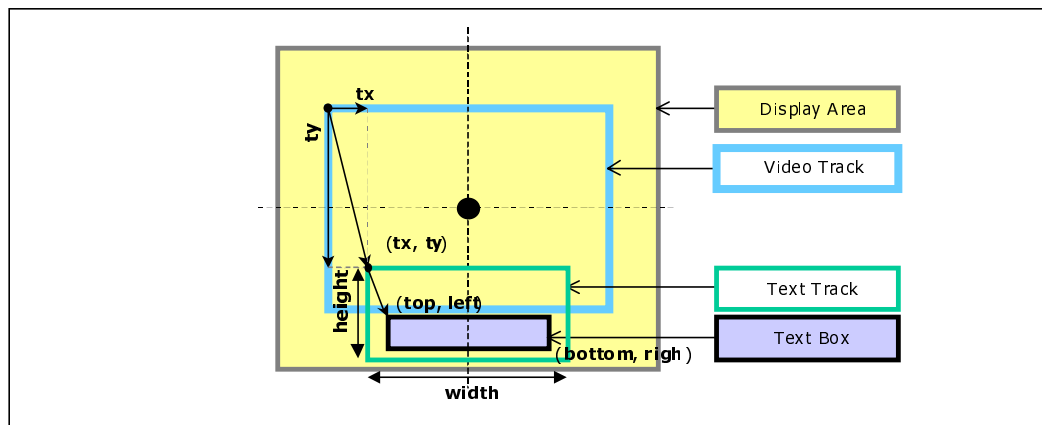 tx
Display Area
ty
Video Track
(tx, ty)
height
Text Track
(top, left)
Text Box
(bottom, righ)
width